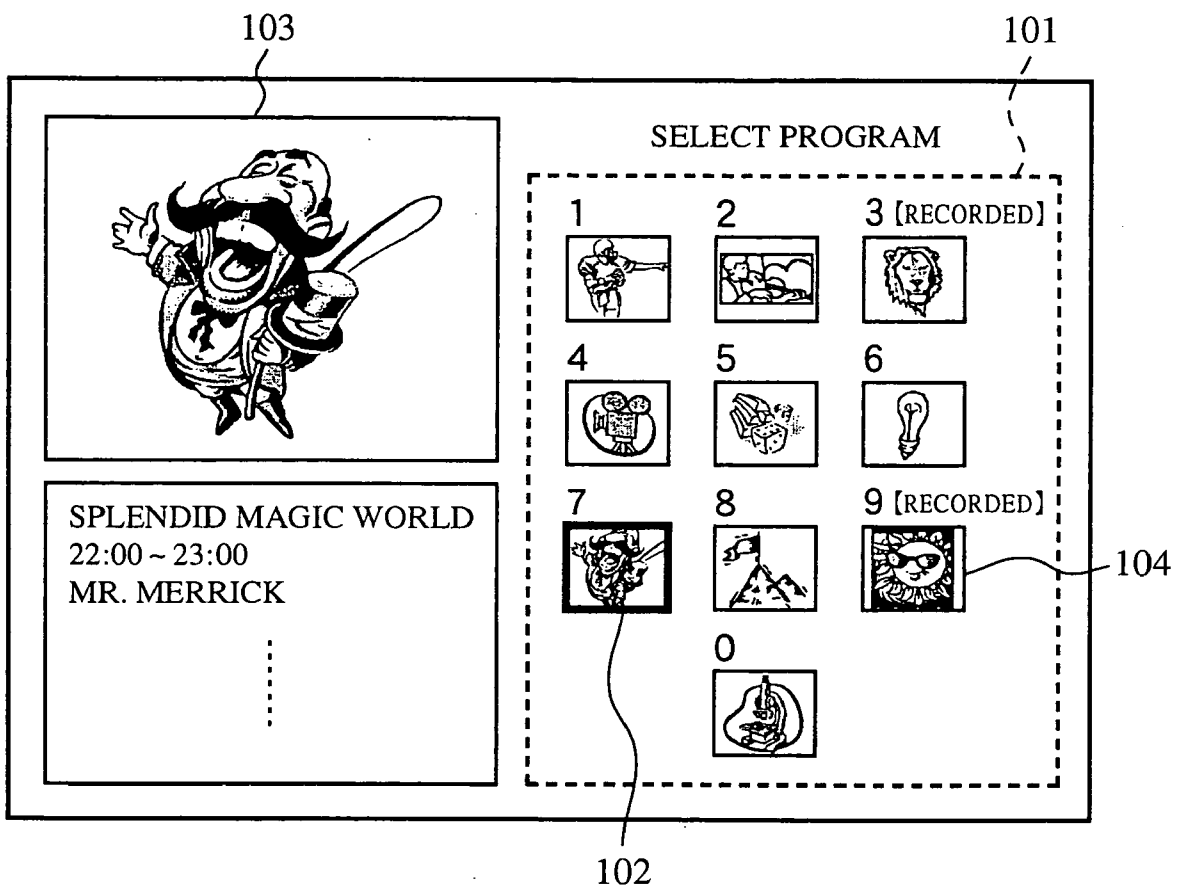 103
101
SELECT PROGRAM
1
2
3【RECORDED】
4
5
6
SPLENDID MAGIC WORLD
22:00~23:00
MR. MERRICK
7
8
9【RECORDED】
104
0
102